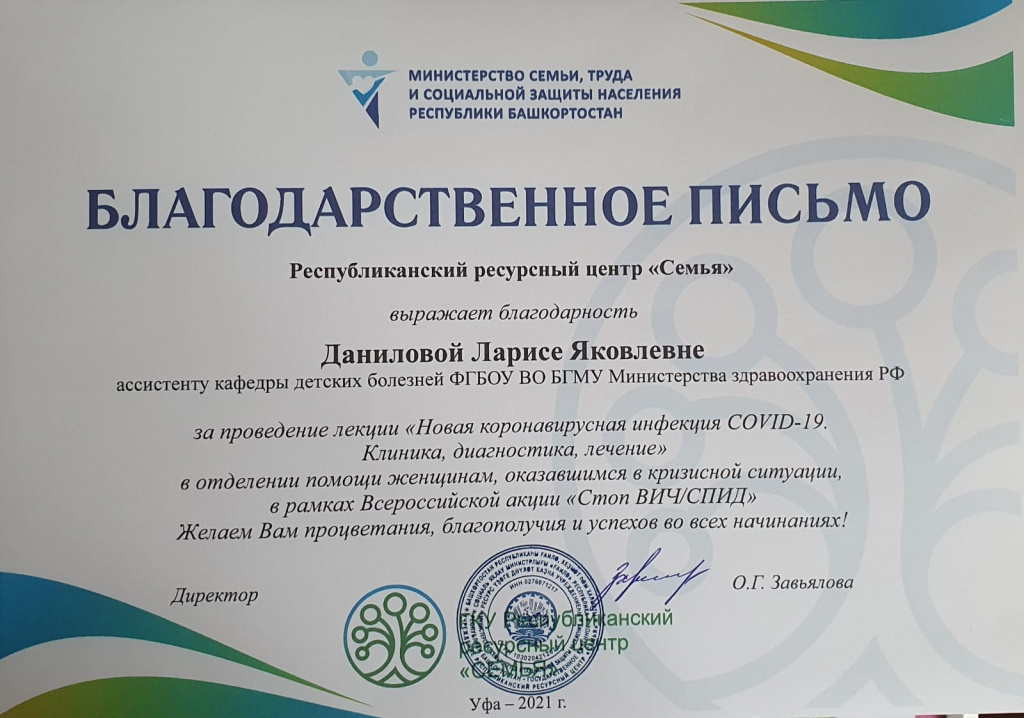 МИНИСТЕРСТВО СЕМЬИ, ТРУДА
И СОЦИАЛЬНОЙ ЗАЩИТЫ НАСЕЛЕНИЯ
РЕСПУБЛИКИ БАШКОРТОСТАН
БЛАГОДАРСТВЕННОЕ ПИСЬМО
Республиканский ресурсный центр «Семья»
выражает благодарность
Даниловой Ларисе Яковлевне
ассистенту кафедры детских болезней ФГБОУ ВО БГМУ Министерства здравоохранения РФ
за проведение лекции «Новая коронавирусная инфекция COVID-19.
Клиника, диагностика, лечение»
в отделении помощи женщинам, оказавшимся в кризисной ситуации,
в рамках Всероссийской акции «Стоп ВИЧ/СПИД»
Желаем Вам процветания, благополучия и успехов во всех начинаниях!
Директор
О.Г. Завьялова
ГКУ Республиканский
ресурсный центр
«СЕМЬЯ»
ИНН 0276071217
Уфа – 2021 г.